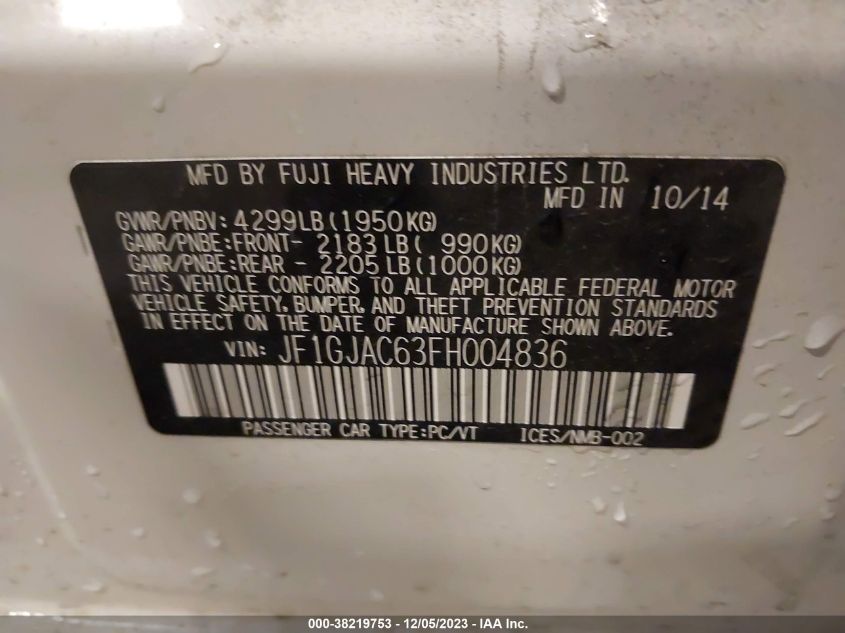 MFD BY FUJI HEAVY INDUSTRIES LTD.
MFD IN 10/14
GVWR/PNBV: 4299LB(1950KG)
GAWR/PNBE:FRONT- 2183LB( 990KG)
GAWR/PNBE:REAR - 2205LB(1000KG)
THIS VEHICLE CONFORMS TO ALL APPLICABLE FEDERAL MOTOR
VEHICLE SAFETY, BUMPER, AND THEFT PREVENTION STANDARDS
IN EFFECT ON THE DATE OF MANUFACTURE SHOWN ABOVE.
VIN: JF1GJAC63FH004836
PASSENGER CAR TYPE:PC/VT ICES/NMB-002
000-38219753 - 12/05/2023 - IAA Inc.